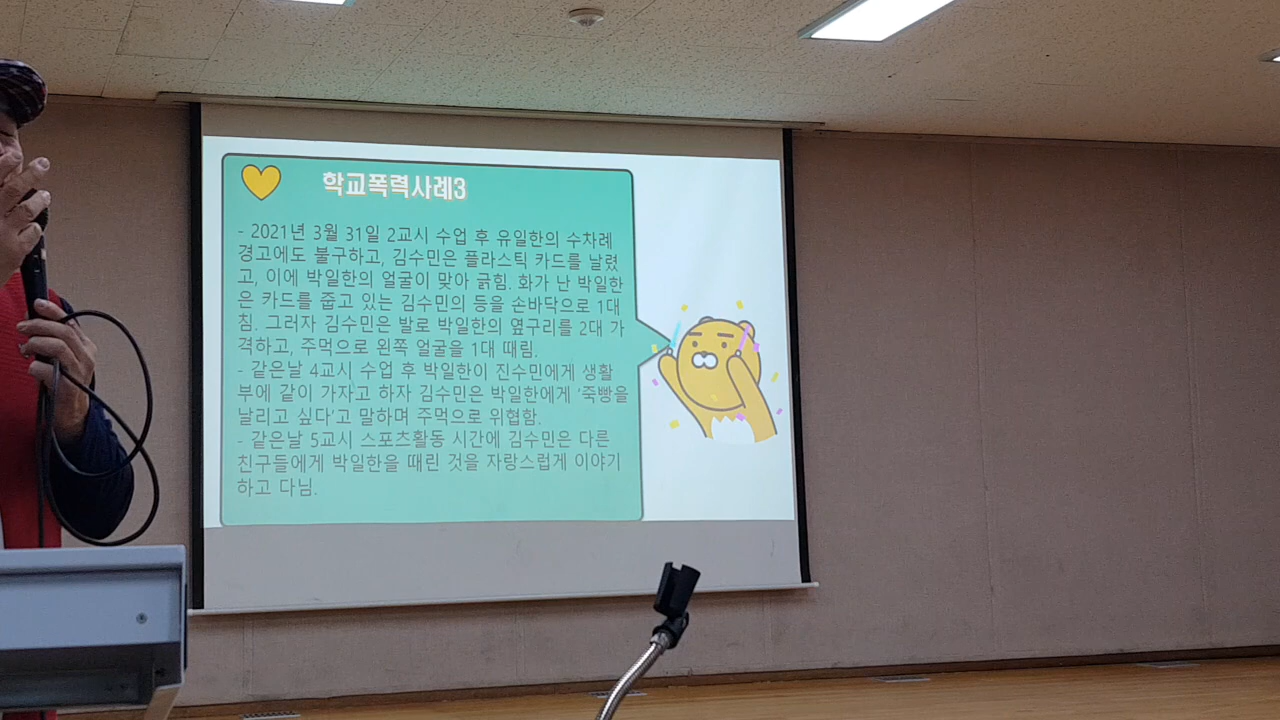 학교폭력사례3
- 2021년 3월 31일 2교시 수업 후 유일한의 수차례
경고에도 불구하고, 김수민은 플라스틱 카드를 날렸
고, 이에 박일한의 얼굴이 맞아 긁힘. 화가 난 박일한
은 카드를 줍고 있는 김수민의 등을 손바닥으로 1대
침. 그러자 김수민은 발로 박일한의 옆구리를 2대 가
격하고, 주먹으로 왼쪽 얼굴을 1대 때림.
- 같은날 4교시 수업 후 박일한이 진수민에게 생활
부에 같이 가자고 하자 김수민은 박일한에게 '죽빵을
날리고 싶다'고 말하며 주먹으로 위협함.
- 같은날 5교시 스포츠활동 시간에 김수민은 다른
친구들에게 박일한을 때린 것을 자랑스럽게 이야기
하고 다님.